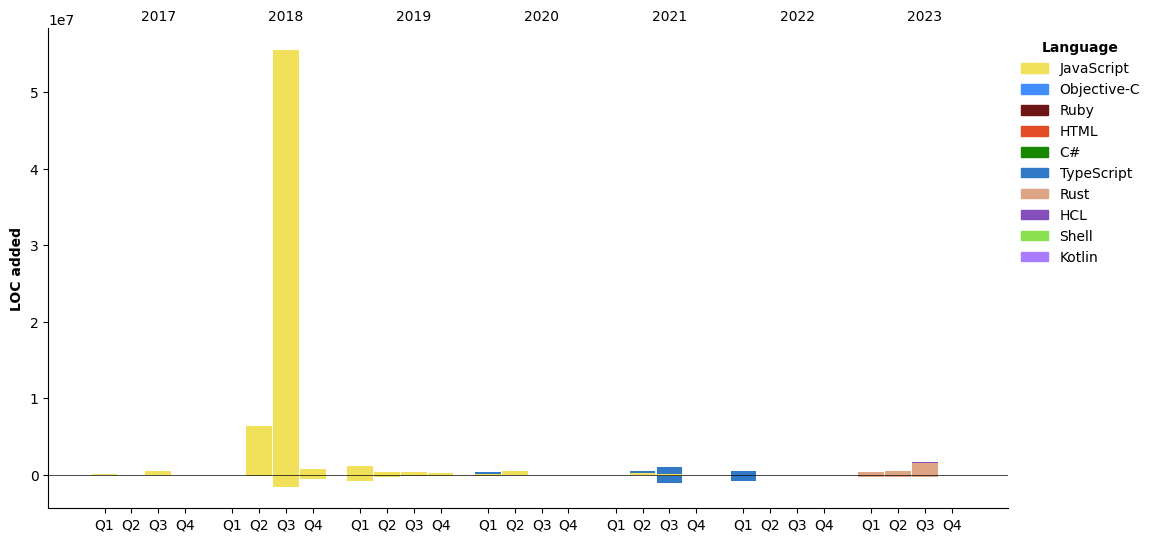 1e7
2017 2018 2019 2020 2021 2022 2023
Language
JavaScript
Objective-C
Ruby
HTML
C#
TypeScript
Rust
HCL
Shell
Kotlin
LOC added
5
4
3
2
1
0
Q1 Q2 Q3 Q4 Q1 Q2 Q3 Q4 Q1 Q2 Q3 Q4 Q1 Q2 Q3 Q4 Q1 Q2 Q3 Q4 Q1 Q2 Q3 Q4 Q1 Q2 Q3 Q4